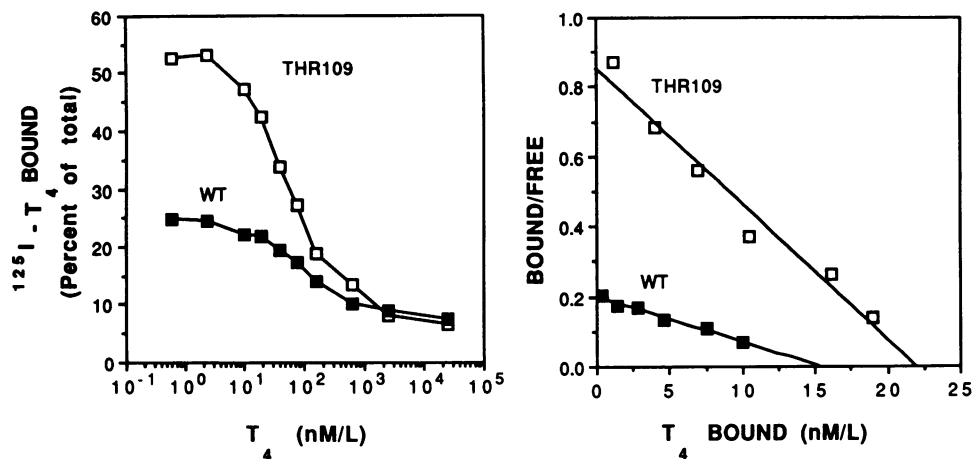 60
50
40
30
20
10
0
¹²⁵I-T₄ BOUND
(Percent of total)
THR109
WT
10⁻¹ 10⁰ 10¹ 10² 10³ 10⁴ 10⁵
T₄ (nM/L)
1.0
0.8
0.6
0.4
0.2
0.0
BOUND/FREE
THR109
WT
0 5 10 15 20 25
T₄ BOUND (nM/L)